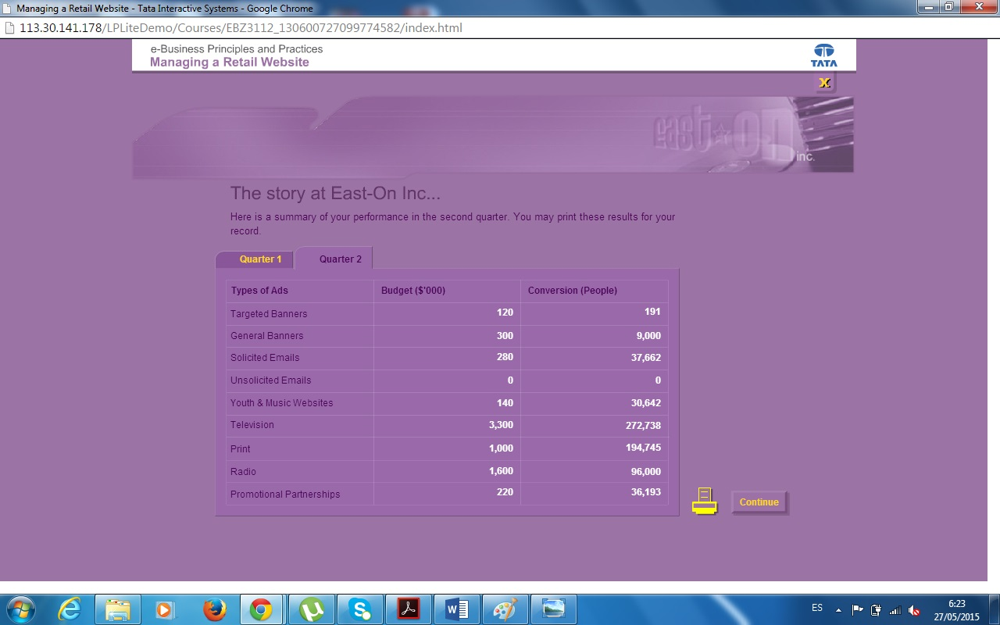 Managing a Retail Website - Tata Interactive Systems - Google Chrome
113.30.141.178/LPLiteDemo/Courses/EBZ3112_130600727099774582/index.html
e-Business Principles and Practices
Managing a Retail Website
TATA
X
east on
inc.
The story at East-On Inc...
Here is a summary of your performance in the second quarter. You may print these results for your
record.
Quarter 1 Quarter 2
Types of Ads Budget ($'000) Conversion (People)
Targeted Banners 120 191
General Banners 300 9,000
Solicited Emails 280 37,662
Unsolicited Emails 0 0
Youth & Music Websites 140 30,642
Television 3,300 272,738
Print 1,000 194,745
Radio 1,600 96,000
Promotional Partnerships 220 36,193
Continue
ES
6:23
27/05/2015